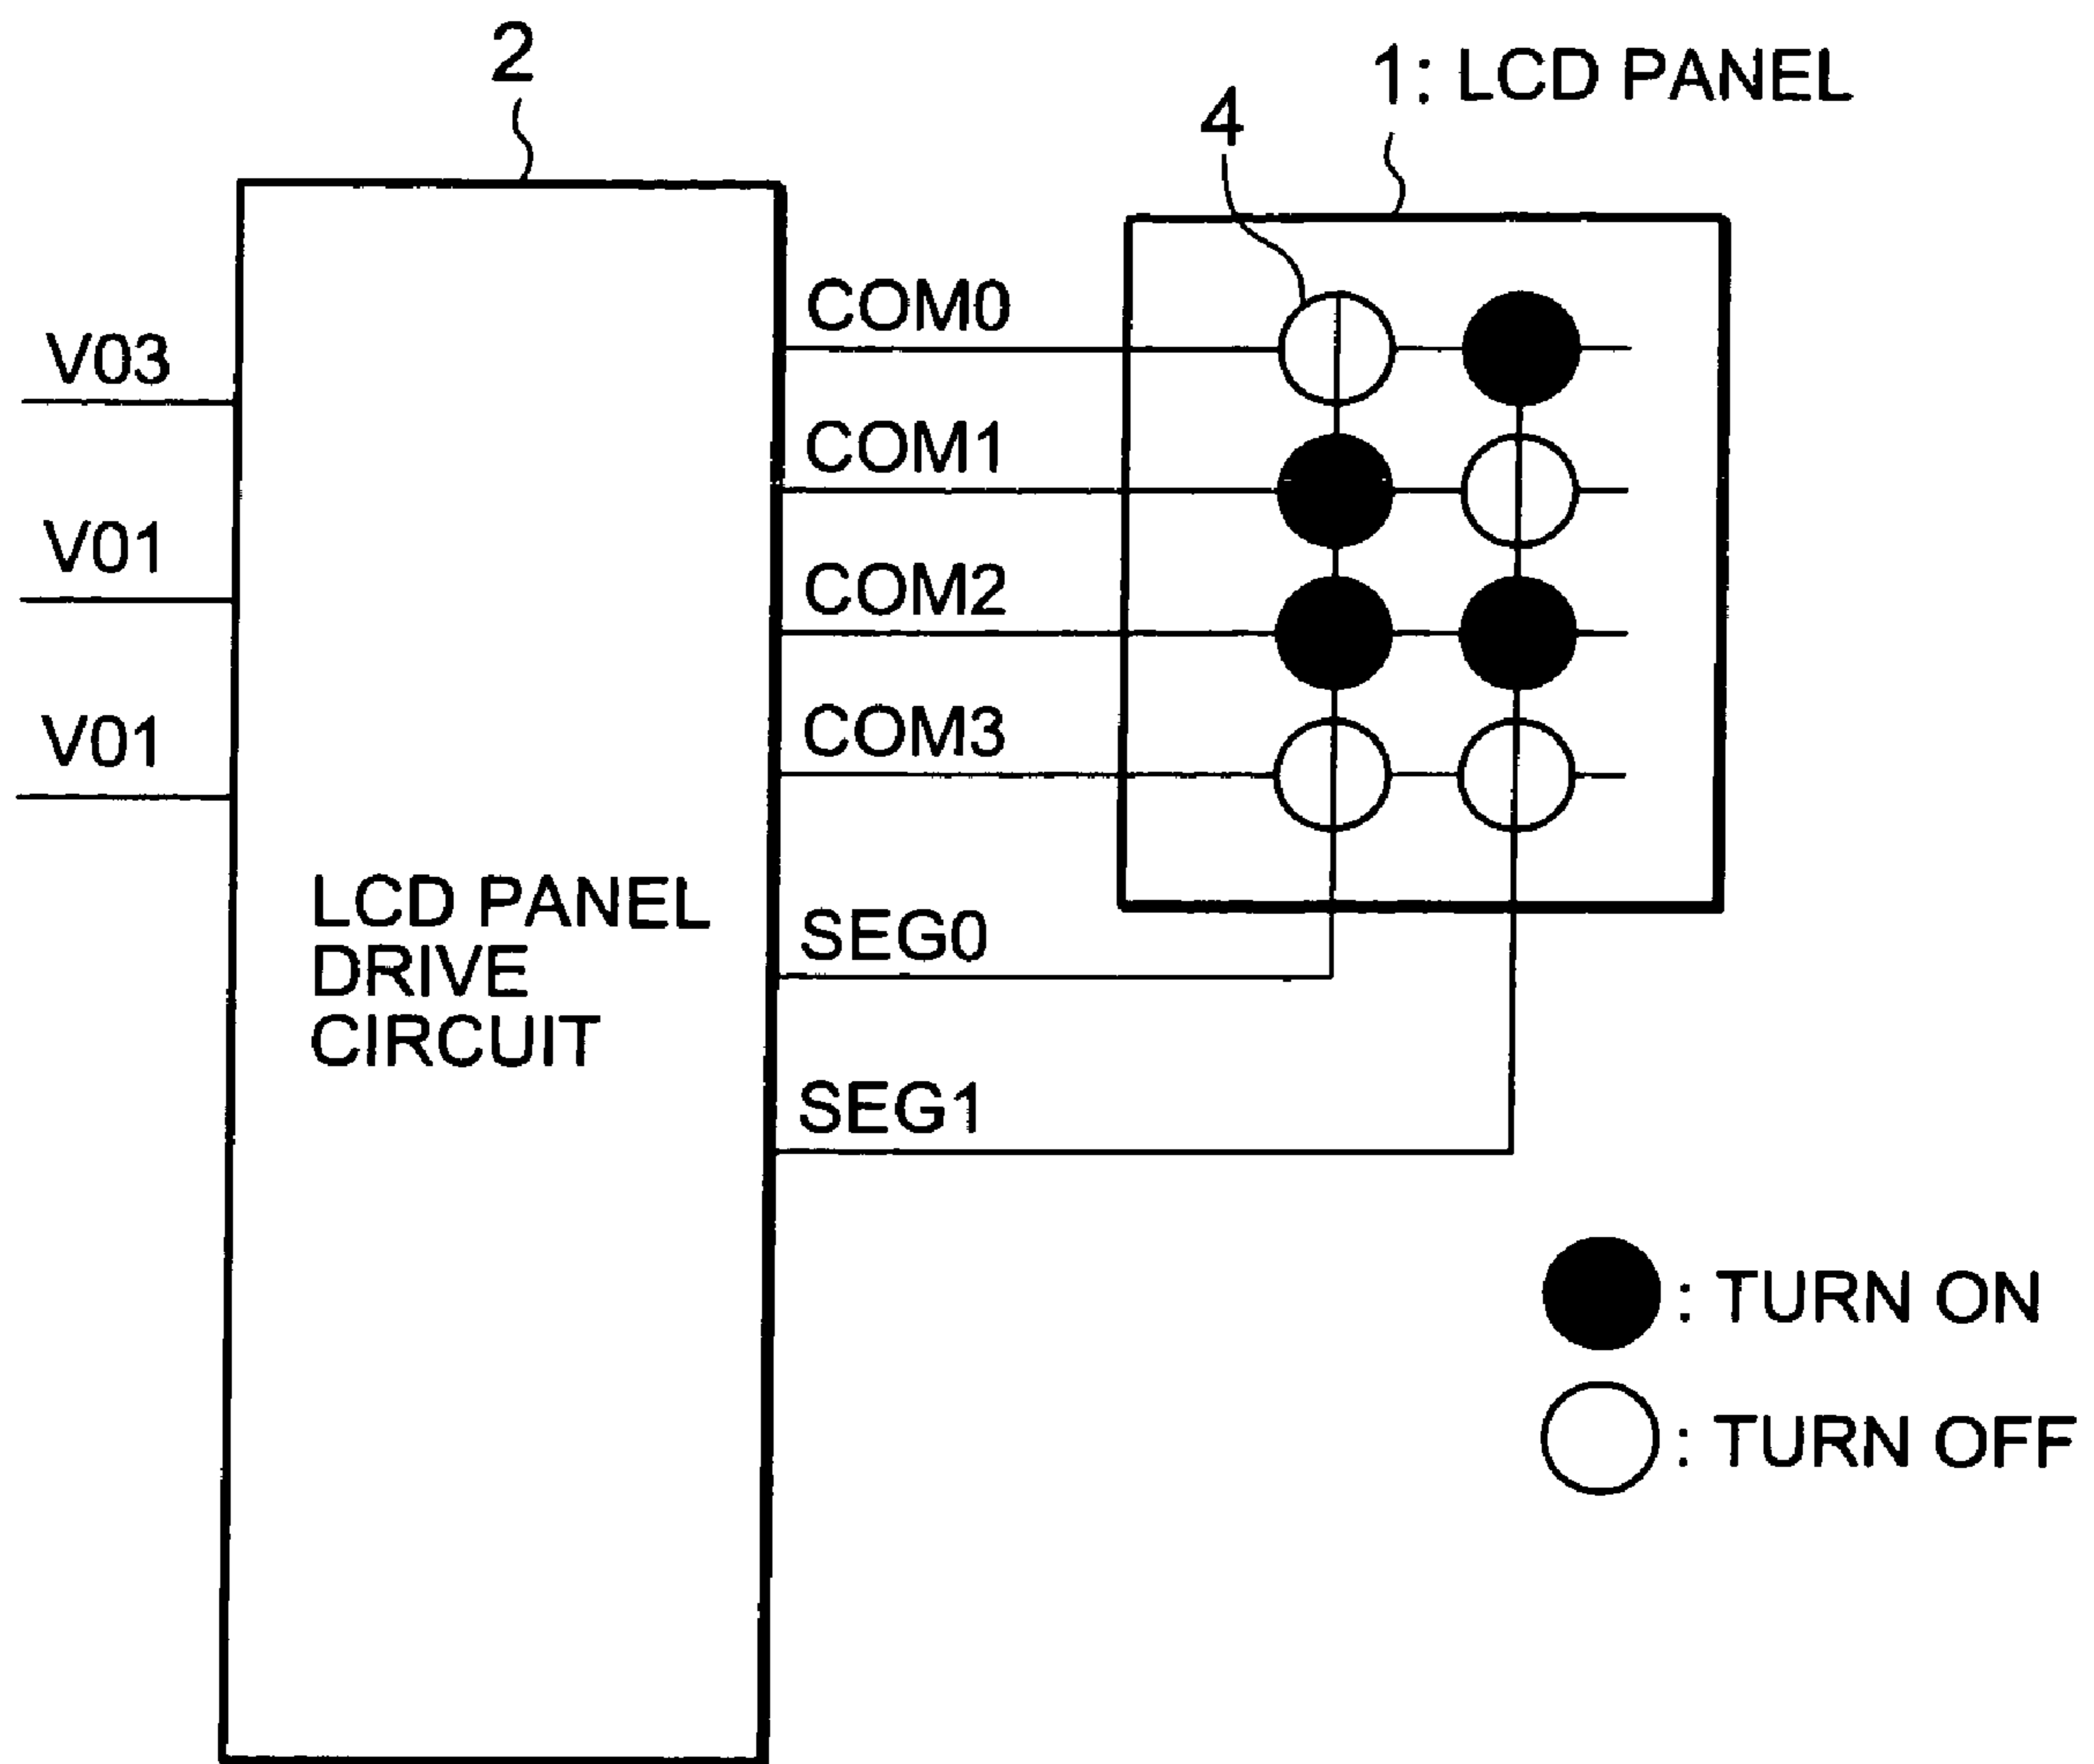 2
1: LCD PANEL
4
COM0
V03
COM1
V01
COM2
COM3
V01
LCD PANEL
DRIVE
CIRCUIT
SEG0
SEG1
: TURN ON
: TURN OFF